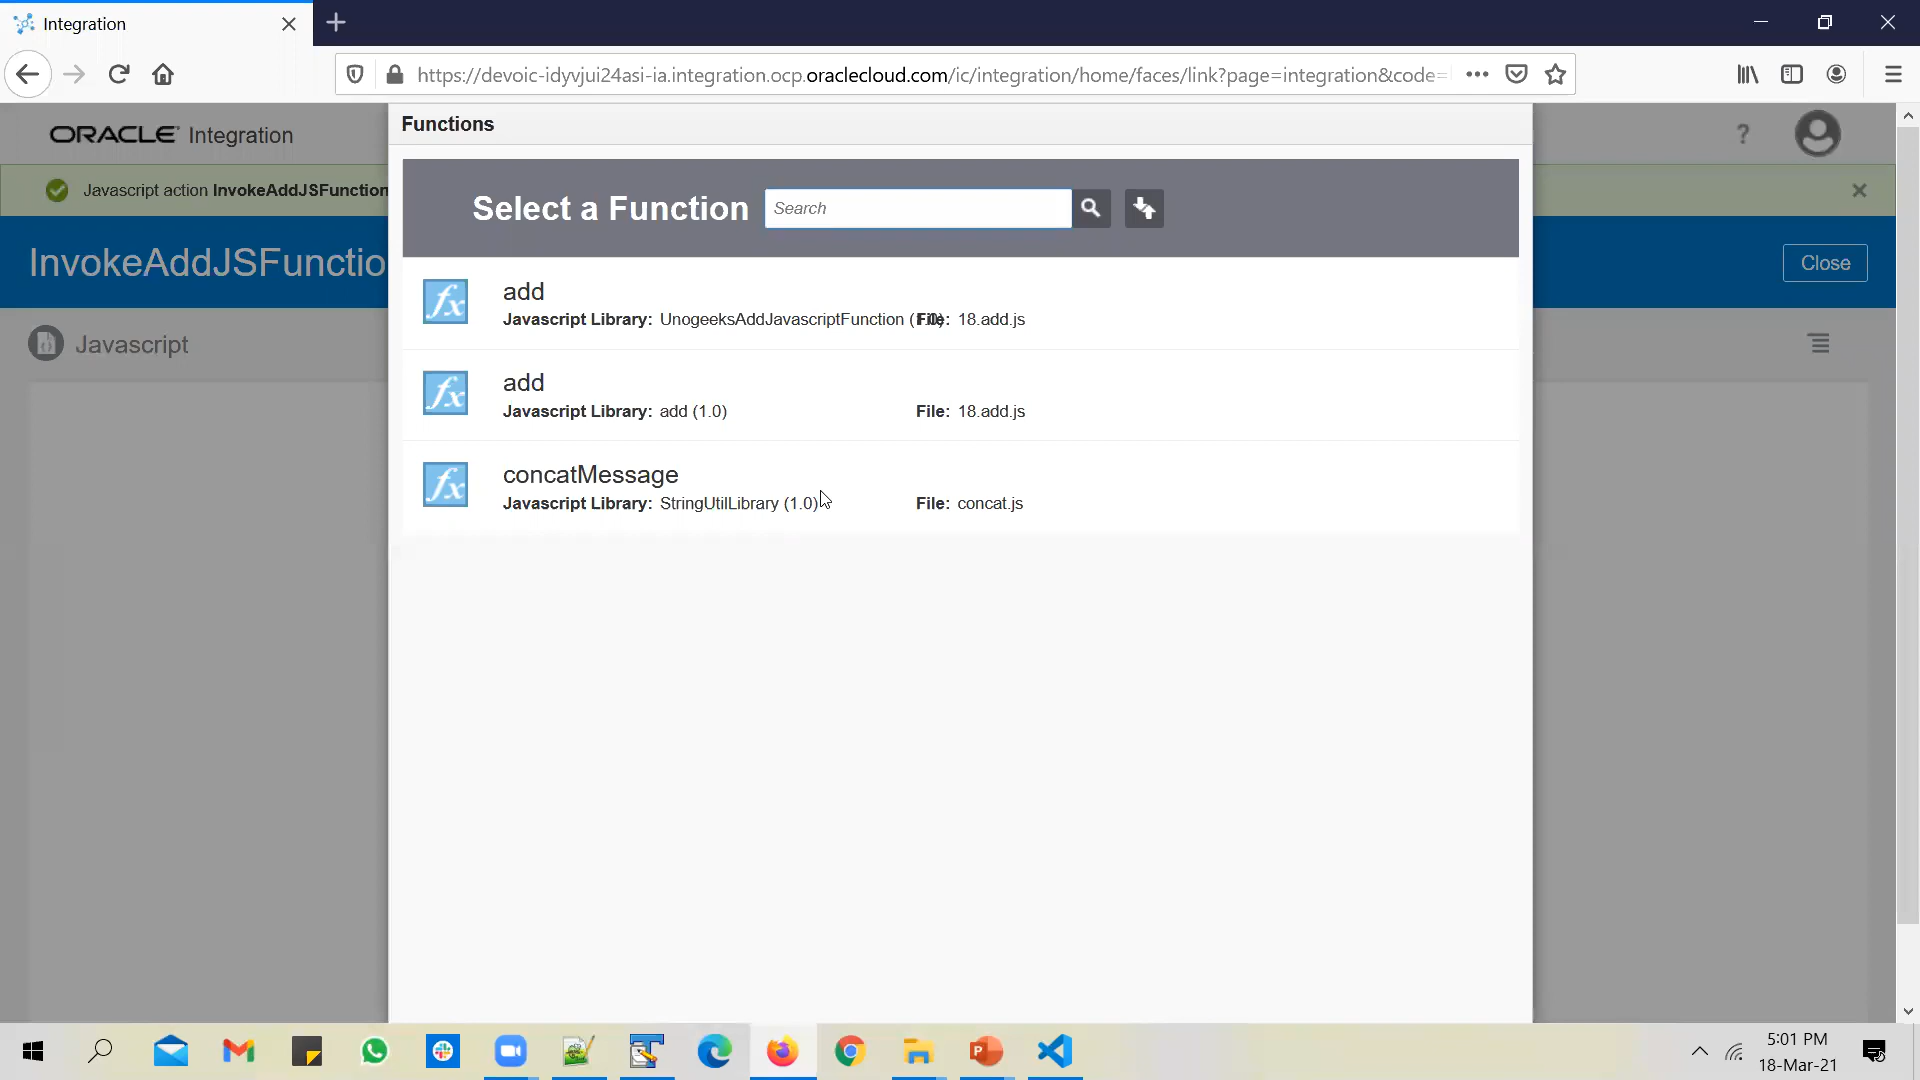 Integration
https://devoic-idyvjui24asi-ia.integration.ocp.oraclecloud.com/ic/integration/home/faces/link?page=integration&code=
Functions
ORACLE Integration
?
Javascript action InvokeAddJSFunction
Select a Function
Search
InvokeAddJSFunctio
Close
add
Javascript Library: UnogeeksAddJavascriptFunction (1.0) File: 18.add.js
Javascript
add
Javascript Library: add (1.0) File: 18.add.js
concatMessage
Javascript Library: StringUtilLibrary (1.0) File: concat.js
5:01 PM
18-Mar-21